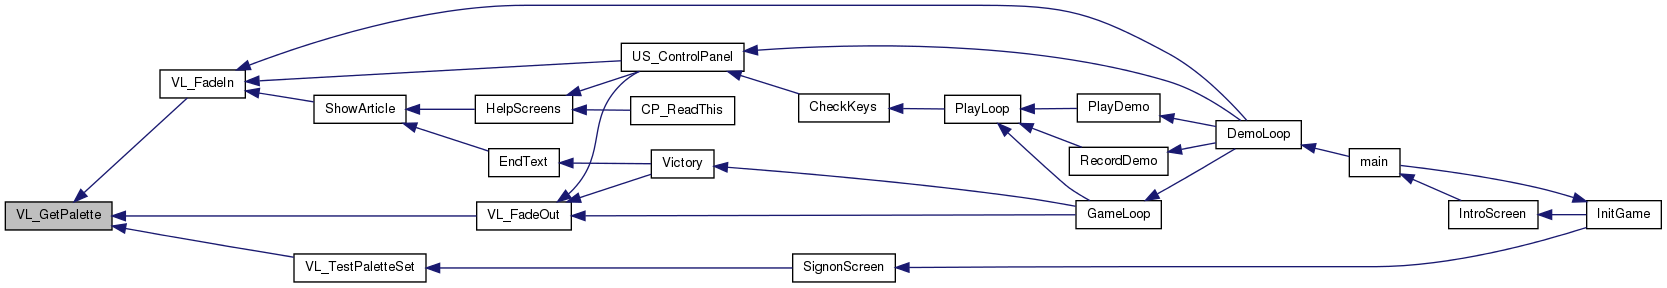 VL_GetPalette
VL_FadeIn
ShowArticle
HelpScreens
EndText
VL_FadeOut
VL_TestPaletteSet
US_ControlPanel
CP_ReadThis
Victory
CheckKeys
SignonScreen
PlayLoop
PlayDemo
RecordDemo
GameLoop
DemoLoop
main
IntroScreen
InitGame